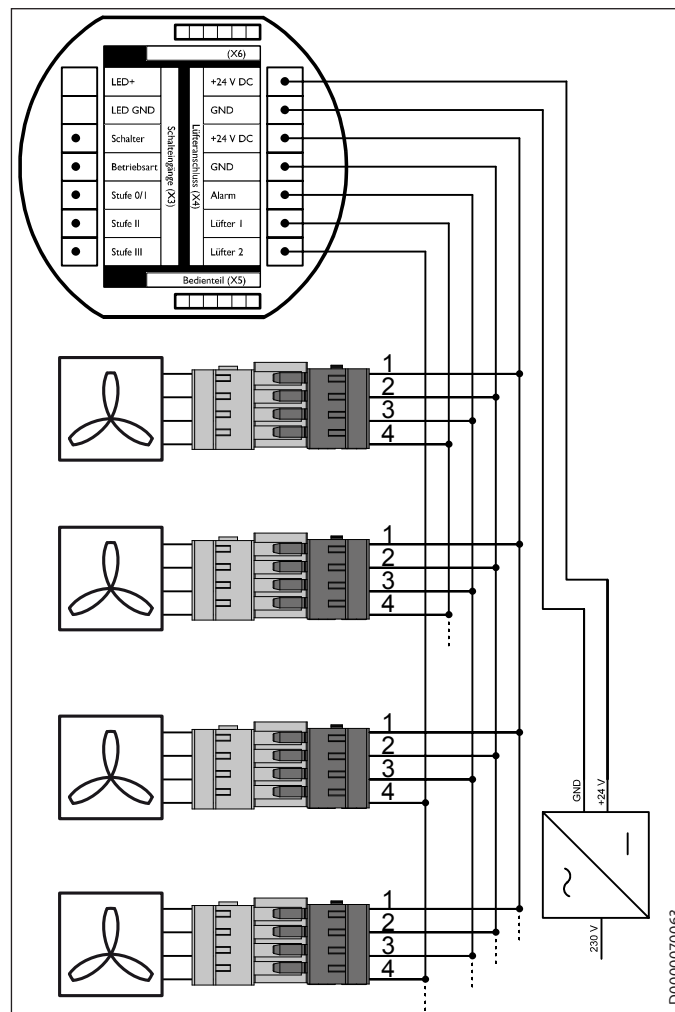 (X6)
LED+
+24 V DC
LED GND
GND
Schalter
+24 V DC
Betriebsart
GND
Stufe 0/I
Alarm
Stufe II
Lüfter 1
Stufe III
Lüfter 2
Schalteingänge (X3)
Lüfteranschluss (X4)
Bedienteil (X5)
1
2
3
4
1
2
3
4
1
2
3
4
1
2
3
4
GND
+24 V
230 V
D0000070063